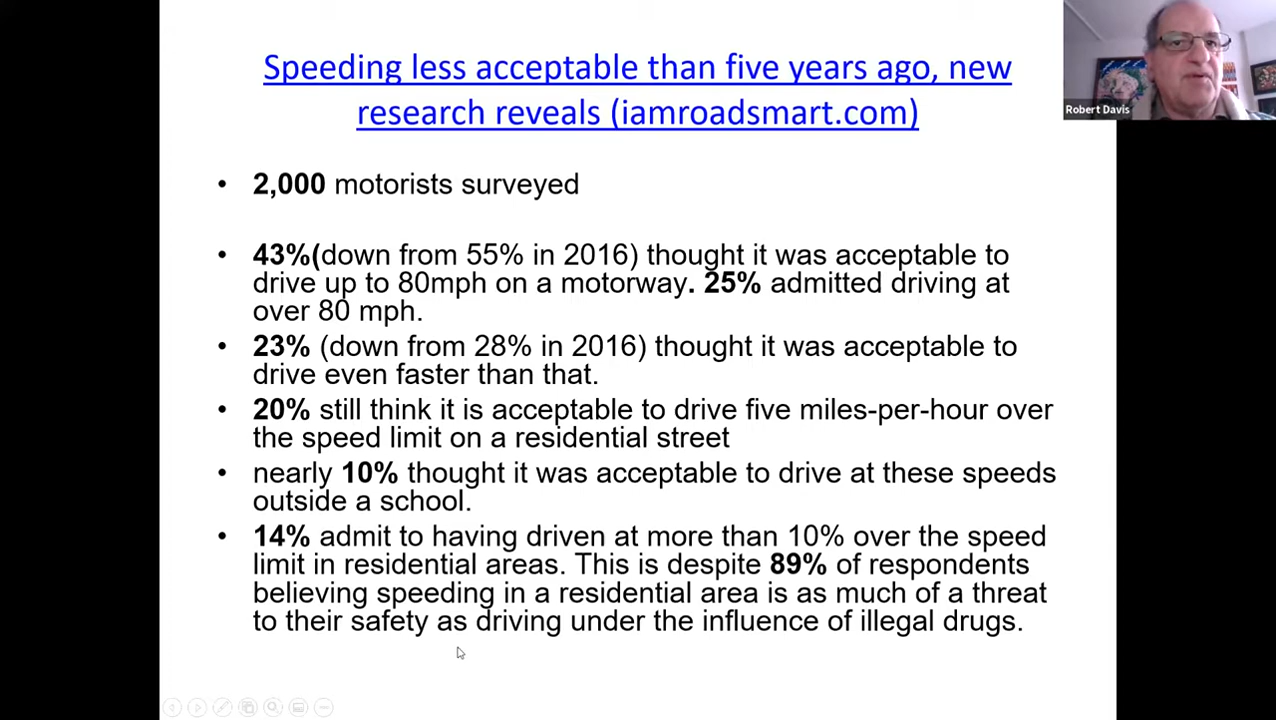 Speeding less acceptable than five years ago, new
research reveals (iamroadsmart.com)
Robert Davis
• 2,000 motorists surveyed
• 43%(down from 55% in 2016) thought it was acceptable to
drive up to 80mph on a motorway. 25% admitted driving at
over 80 mph.
• 23% (down from 28% in 2016) thought it was acceptable to
drive even faster than that.
• 20% still think it is acceptable to drive five miles-per-hour over
the speed limit on a residential street
• nearly 10% thought it was acceptable to drive at these speeds
outside a school.
• 14% admit to having driven at more than 10% over the speed
limit in residential areas. This is despite 89% of respondents
believing speeding in a residential area is as much of a threat
to their safety as driving under the influence of illegal drugs.